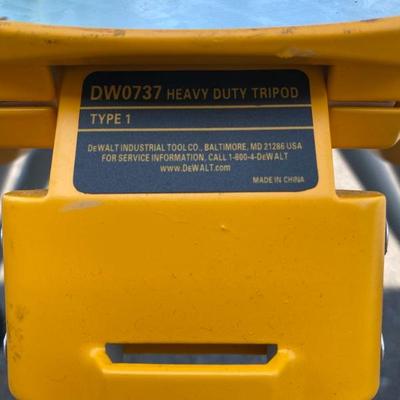 DW0737 HEAVY DUTY TRIPOD
TYPE 1
DEWALT INDUSTRIAL TOOL CO., BALTIMORE, MD 21286 USA
FOR SERVICE INFORMATION, CALL 1-800-4-DEWALT
www.DEWALT.com
MADE IN CHINA